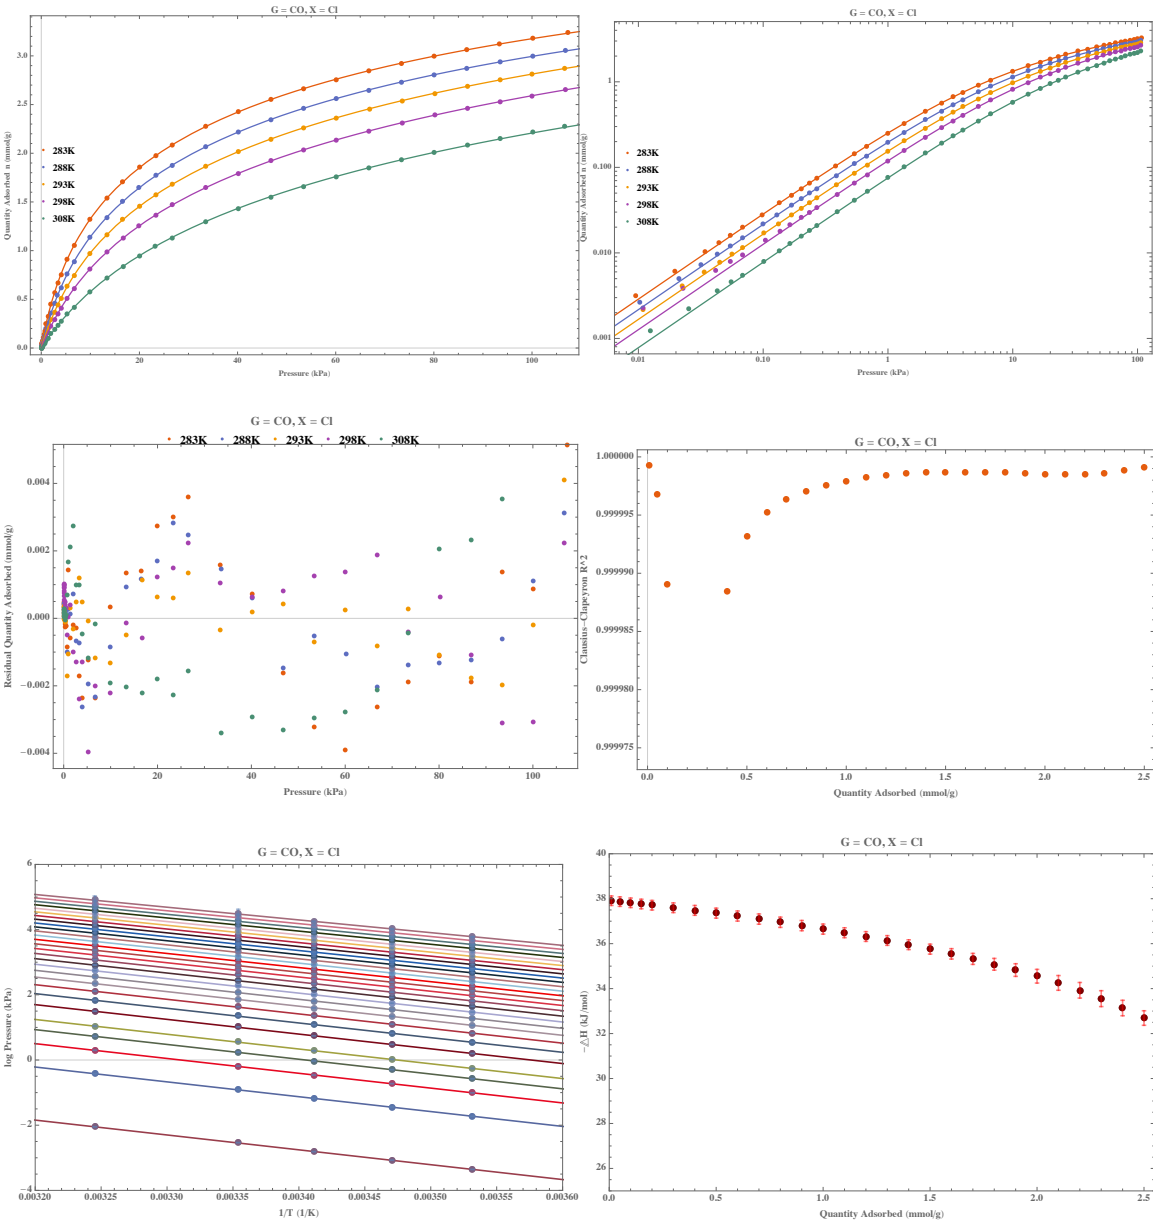 G = CO, X = Cl
3.0
2.5
2.0
1.5
1.0
0.5
0.0
0
20
40
60
80
100
Quantity Adsorbed n (mmol/g)
Pressure (kPa)
283K
288K
293K
298K
308K
G = CO, X = Cl
1
0.100
0.010
0.001
0.01
0.10
1
10
100
Quantity Adsorbed n (mmol/g)
Pressure (kPa)
283K
288K
293K
298K
308K
G = CO, X = Cl
283K 288K 293K 298K 308K
0.004
0.002
0.000
−0.002
−0.004
0
20
40
60
80
100
Residual Quantity Adsorbed (mmol/g)
Pressure (kPa)
G = CO, X = Cl
1.000000
0.999995
0.999990
0.999985
0.999980
0.999975
0.0
0.5
1.0
1.5
2.0
2.5
Clausius–Clapeyron R^2
Quantity Adsorbed (mmol/g)
G = CO, X = Cl
6
4
2
0
−2
−4
0.00320
0.00325
0.00330
0.00335
0.00340
0.00345
0.00350
0.00355
0.00360
log Pressure (kPa)
1/T (1/K)
G = CO, X = Cl
40
38
36
34
32
30
28
26
0.0
0.5
1.0
1.5
2.0
2.5
−△H (kJ/mol)
Quantity Adsorbed (mmol/g)